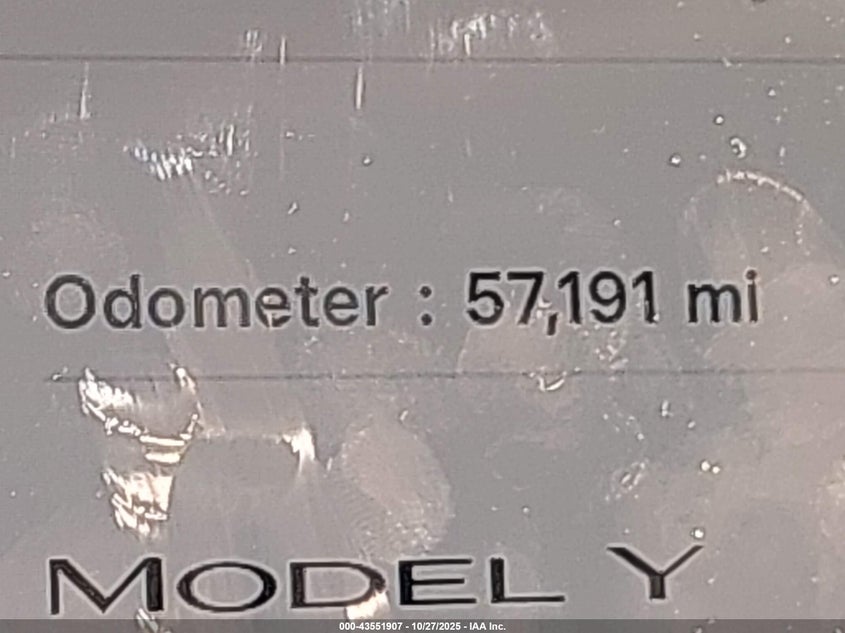 Odometer : 57,191 mi
MODEL Y
000-43551907 - 10/27/2025 - IAA Inc.